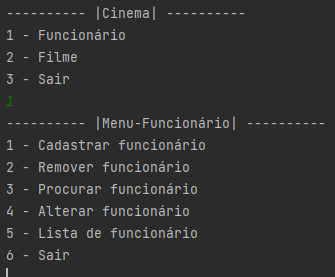 ---------- |Cinema| ----------
1 - Funcionário
2 - Filme
3 - Sair
1
---------- |Menu-Funcionário| ----------
1 - Cadastrar funcionário
2 - Remover funcionário
3 - Procurar funcionário
4 - Alterar funcionário
5 - Lista de funcionário
6 - Sair